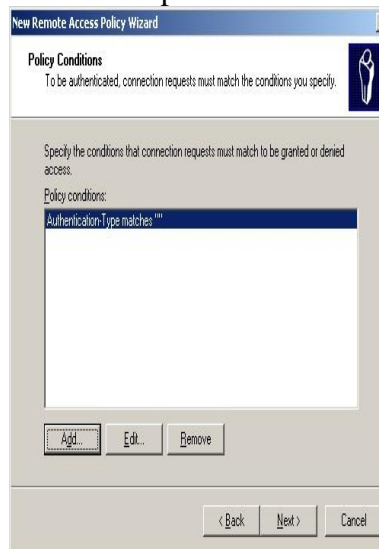 New Remote Access Policy Wizard
Policy Conditions
To be authenticated, connection requests must match the conditions you specify.
Specify the conditions that connection requests must match to be granted or denied
access.
Policy conditions:
Authentication-Type matches ""
Add... Edit... Remove
< Back Next > Cancel